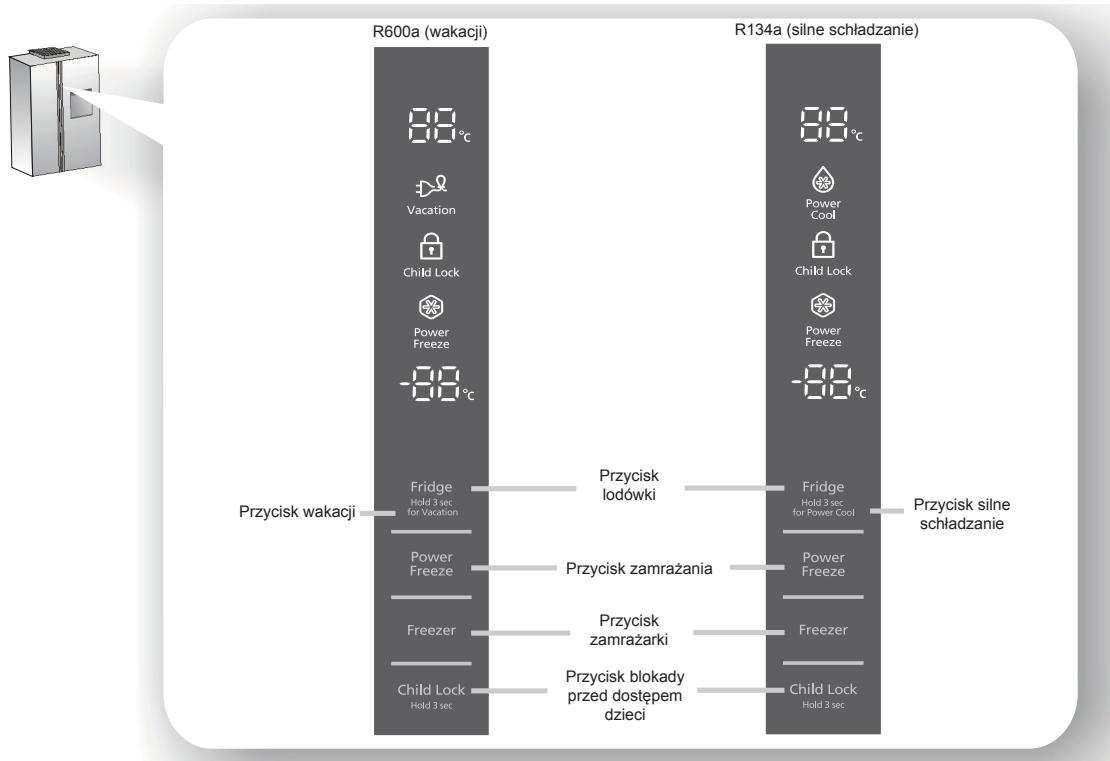 R600a (wakacji)
88 °C
Vacation
Child Lock
Power
Freeze
-88 °C
Fridge
Hold 3 sec
for Vacation
Power
Freeze
Freezer
Child Lock
Hold 3 sec
Przycisk wakacji
Przycisk
lodówki
Przycisk zamrażania
Przycisk
zamrażarki
Przycisk blokady
przed dostępem
dzieci
R134a (silne schładzanie)
88 °C
Power
Cool
Child Lock
Power
Freeze
-88 °C
Fridge
Hold 3 sec
for Power Cool
Power
Freeze
Freezer
Child Lock
Hold 3 sec
Przycisk silne
schładzanie